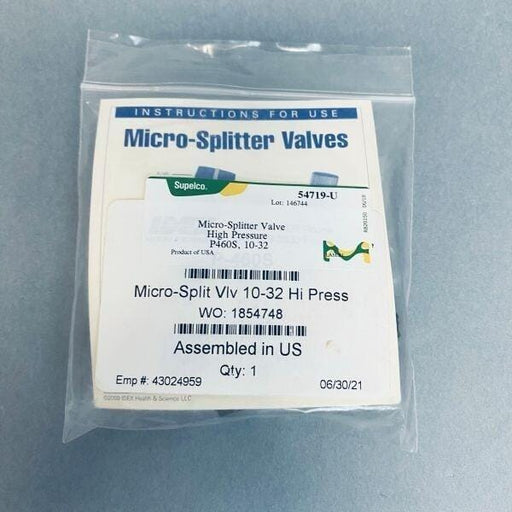 INSTRUCTIONS FOR USE
Micro-Splitter Valves
Supelco.
54719-U
Lot: 146744
Micro-Splitter Valve
High Pressure
P460S, 10-32
Product of USA
Micro-Split Vlv 10-32 Hi Press
WO: 1854748
Assembled in US
Qty: 1
Emp #: 43024959
06/30/21
©2009 IDEX Health & Science LLC